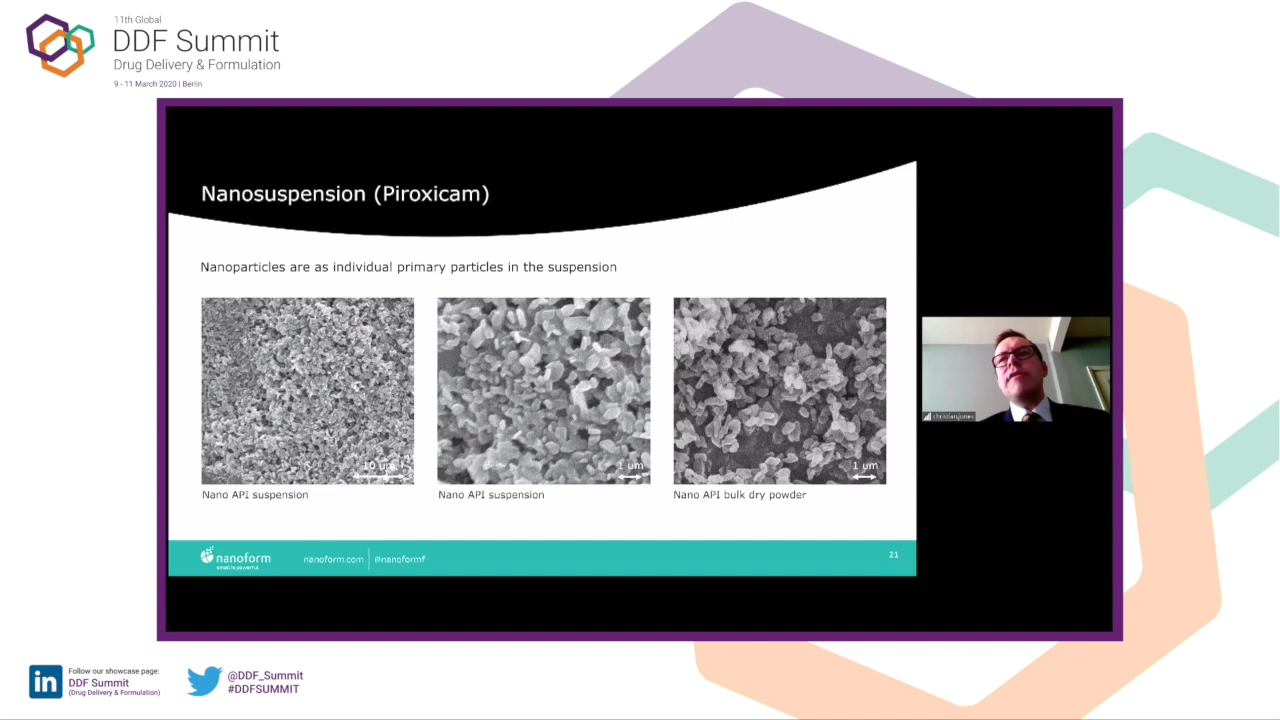 11th Global
DDF Summit
Drug Delivery & Formulation
9 - 11 March 2020 | Berlin
Nanosuspension (Piroxicam)
Nanoparticles are as individual primary particles in the suspension
10 um
1 um
1 um
Nano API suspension
Nano API suspension
Nano API bulk dry powder
christian.jones
nanoform
small is powerful
nanoform.com
@nanoformf
21
in
Follow our showcase page:
DDF Summit
(Drug Delivery & Formulation)
@DDF_Summit
#DDFSUMMIT